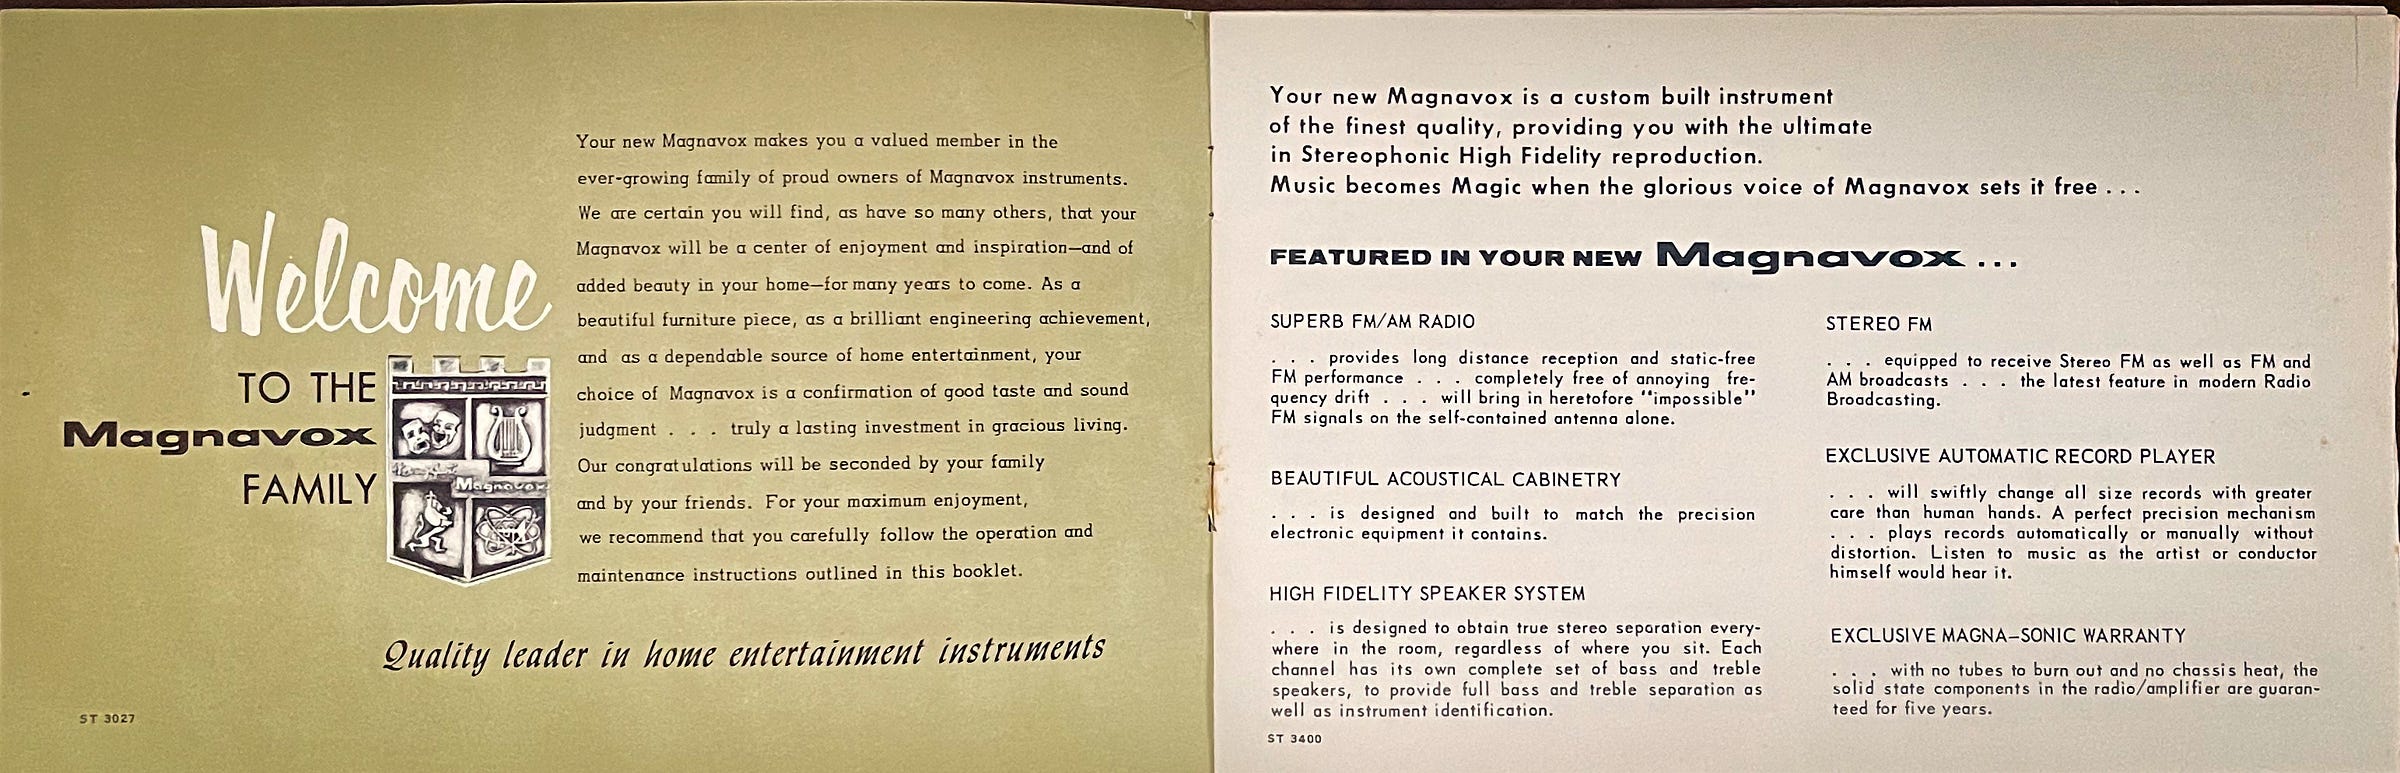 Welcome
TO THE
Magnavox
FAMILY
Magnavox
Your new Magnavox makes you a valued member in the
ever-growing family of proud owners of Magnavox instruments.
We are certain you will find, as have so many others, that your
Magnavox will be a center of enjoyment and inspiration—and of
added beauty in your home—for many years to come. As a
beautiful furniture piece, as a brilliant engineering achievement,
and as a dependable source of home entertainment, your
choice of Magnavox is a confirmation of good taste and sound
judgment . . . truly a lasting investment in gracious living.
Our congratulations will be seconded by your family
and by your friends. For your maximum enjoyment,
we recommend that you carefully follow the operation and
maintenance instructions outlined in this booklet.
Quality leader in home entertainment instruments
ST 3027
Your new Magnavox is a custom built instrument
of the finest quality, providing you with the ultimate
in Stereophonic High Fidelity reproduction.
Music becomes Magic when the glorious voice of Magnavox sets it free . . .
FEATURED IN YOUR NEW Magnavox . . .
SUPERB FM/AM RADIO
. . . provides long distance reception and static-free
FM performance . . . completely free of annoying fre-
quency drift . . . will bring in heretofore "impossible"
FM signals on the self-contained antenna alone.
BEAUTIFUL ACOUSTICAL CABINETRY
. . . is designed and built to match the precision
electronic equipment it contains.
HIGH FIDELITY SPEAKER SYSTEM
. . . is designed to obtain true stereo separation every-
where in the room, regardless of where you sit. Each
channel has its own complete set of bass and treble
speakers, to provide full bass and treble separation as
well as instrument identification.
ST 3400
STEREO FM
. . . equipped to receive Stereo FM as well as FM and
AM broadcasts . . . the latest feature in modern Radio
Broadcasting.
EXCLUSIVE AUTOMATIC RECORD PLAYER
. . . will swiftly change all size records with greater
care than human hands. A perfect precision mechanism
. . . plays records automatically or manually without
distortion. Listen to music as the artist or conductor
himself would hear it.
EXCLUSIVE MAGNA—SONIC WARRANTY
. . . with no tubes to burn out and no chassis heat, the
solid state components in the radio/amplifier are guaran-
teed for five years.